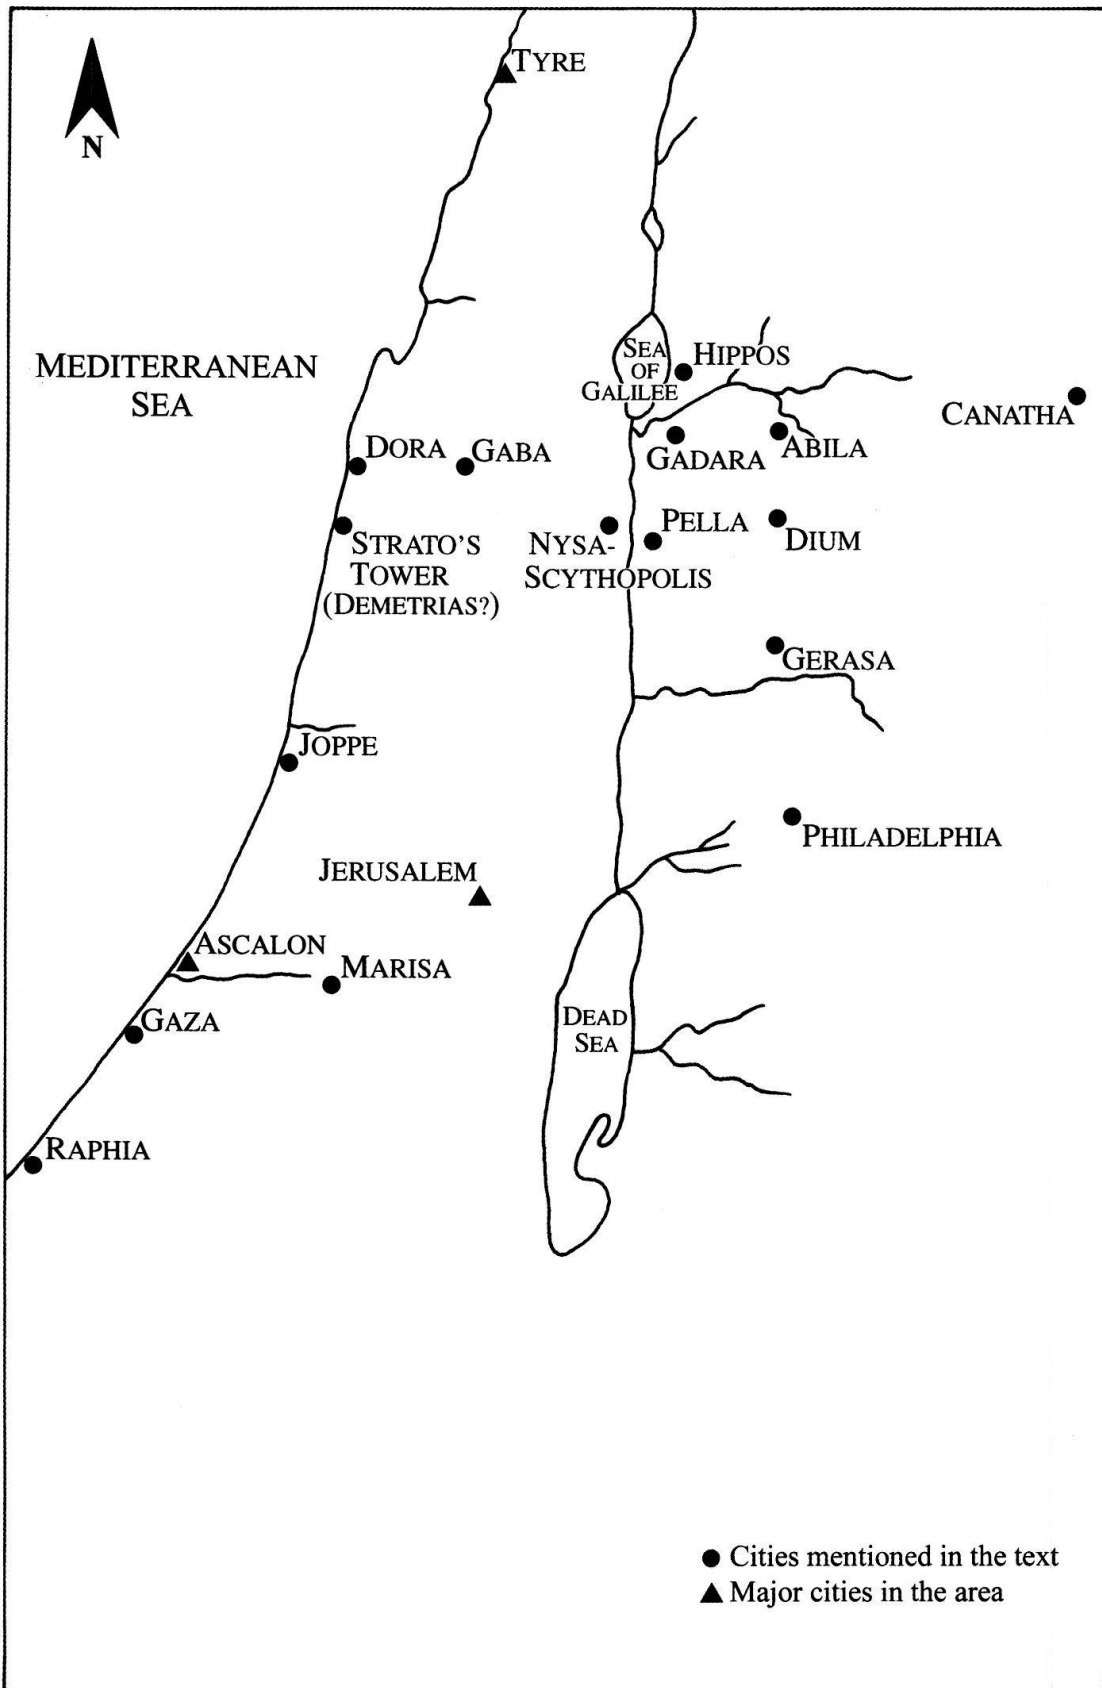 TYRE
N
MEDITERRANEAN
SEA
SEA
OF
GALILEE
HIPPOS
CANATHA
GADARA
ABILA
DORA
GABA
STRATO'S
TOWER
(DEMETRIAS?)
NYSA-
SCYTHOPOLIS
PELLA
DIUM
GERASA
JOPPE
PHILADELPHIA
JERUSALEM
ASCALON
MARISA
GAZA
DEAD
SEA
RAPHIA
Cities mentioned in the text
Major cities in the area